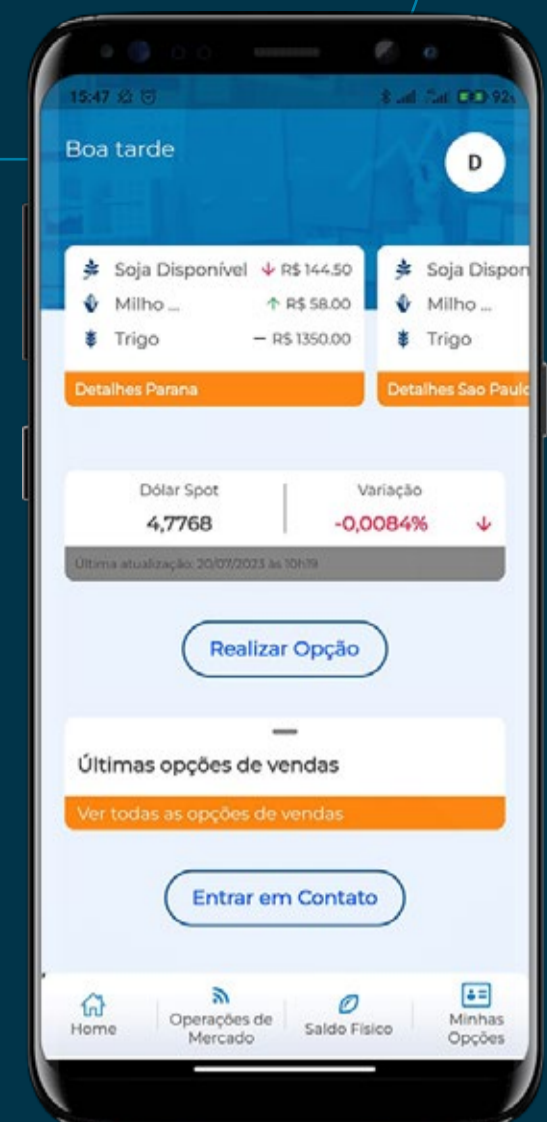 15:47
92%
Boa tarde
D
Soja Disponível R$ 144.50
Milho ... R$ 58.00
Trigo – R$ 1350.00
Detalhes Parana
Soja Dispon
Milho ...
Trigo
Detalhes Sao Paulo
Dólar Spot
4,7768
Variação
-0,0084%
Última atualização: 20/07/2023 às 10h19
Realizar Opção
Últimas opções de vendas
Ver todas as opções de vendas
Entrar em Contato
Home
Operações de
Mercado
Saldo Físico
Minhas
Opções